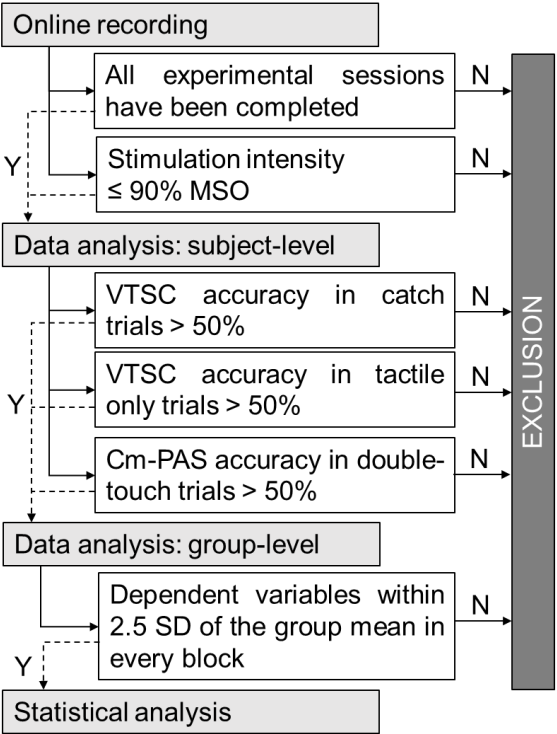 Online recording
All experimental sessions
have been completed
N
Y
Stimulation intensity
≤ 90% MSO
N
Data analysis: subject-level
VTSC accuracy in catch
trials > 50%
N
VTSC accuracy in tactile
only trials > 50%
N
Y
Cm-PAS accuracy in double-
touch trials > 50%
N
Data analysis: group-level
Dependent variables within
2.5 SD of the group mean in
every block
N
Y
Statistical analysis
EXCLUSION